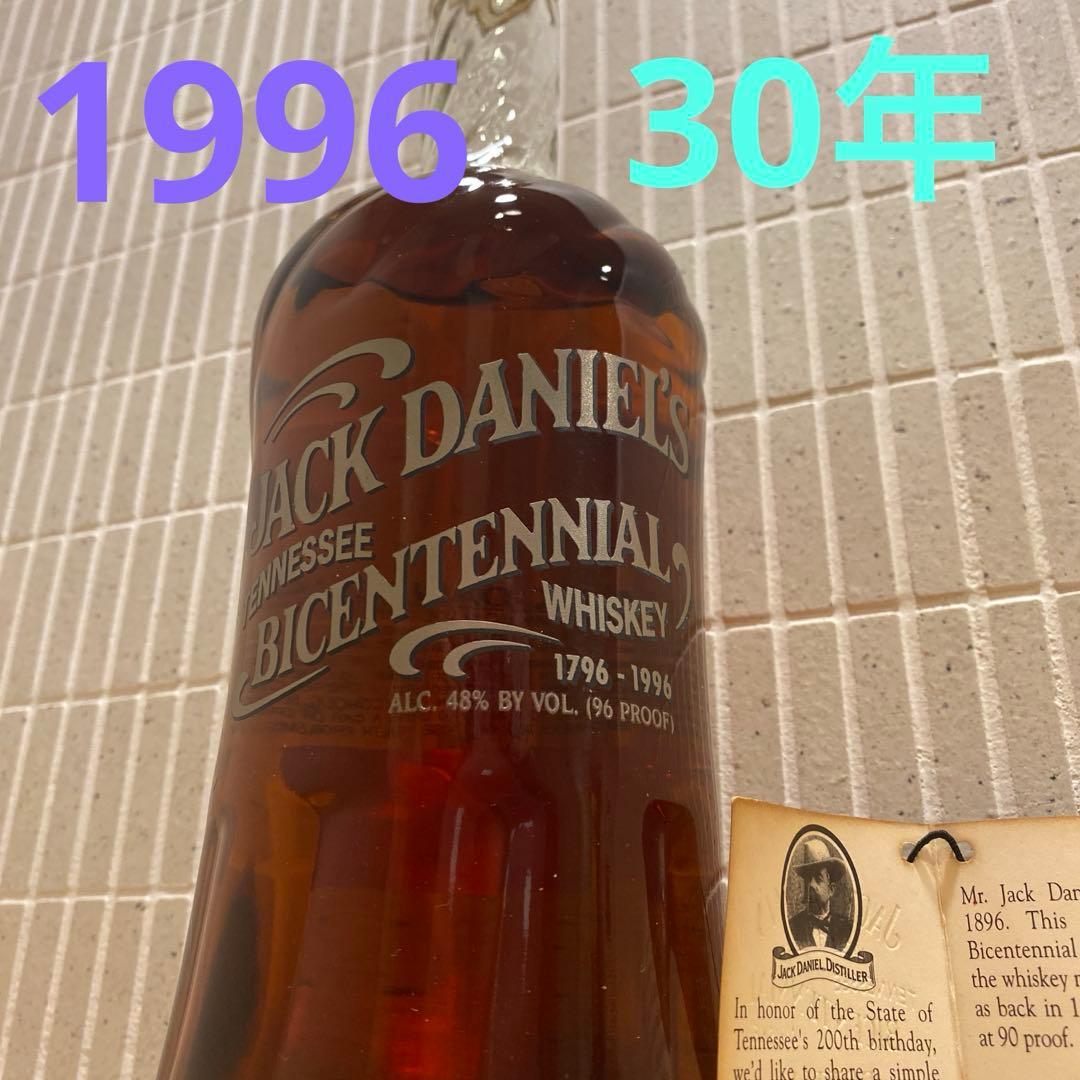 1996 30年
JACK DANIEL'S
TENNESSEE
BICENTENNIAL
WHISKEY
1796 - 1996
ALC. 48% BY VOL. (96 PROOF)
JACK DANIEL DISTILLER
In honor of the State of
Tennessee's 200th birthday,
we'd like to share a simple
Mr. Jack
1896. This
Bicentennial
the whiskey
as back in
at 90 proof.